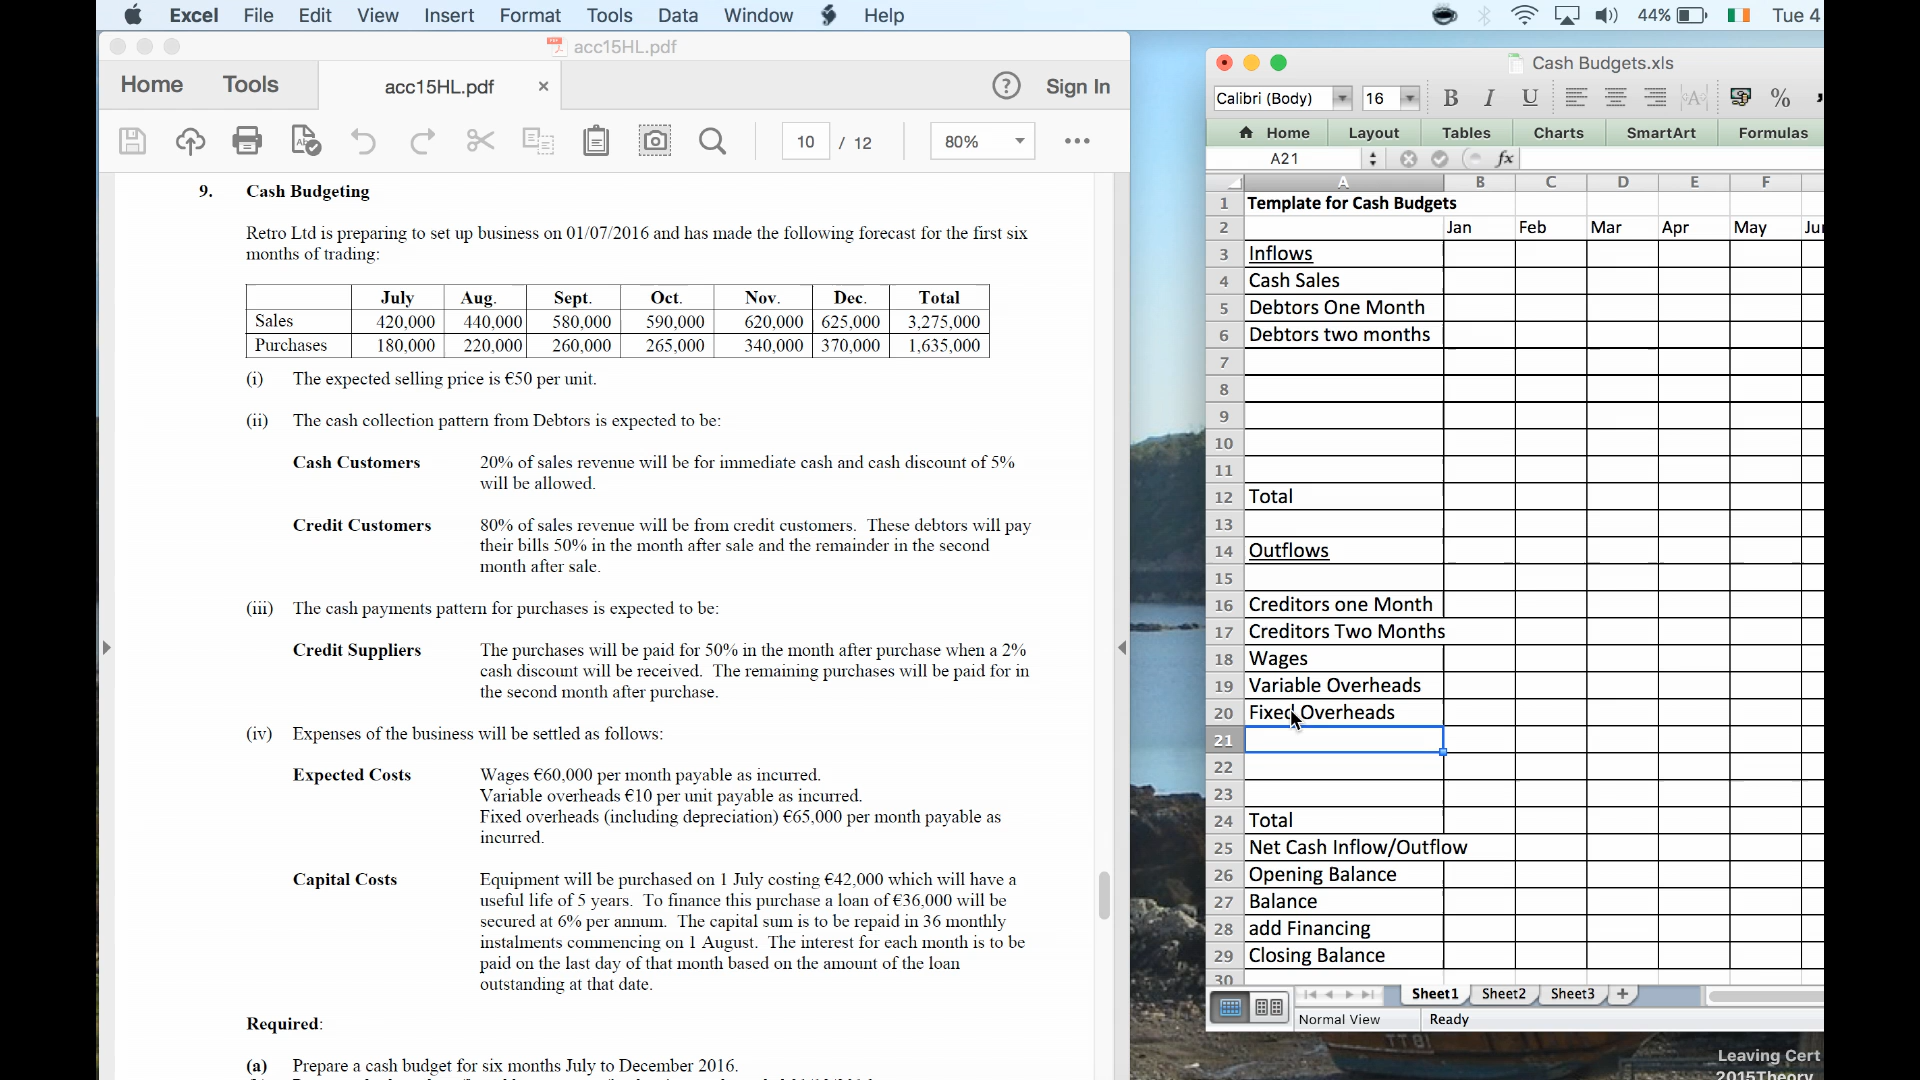 Excel File Edit View Insert Format Tools Data Window Help 44% Tue 4
acc15HL.pdf
Home Tools acc15HL.pdf × ? Sign In
10 / 12 80%
9. Cash Budgeting
Retro Ltd is preparing to set up business on 01/07/2016 and has made the following forecast for the first six
months of trading:
July Aug. Sept. Oct. Nov. Dec. Total
Sales 420,000 440,000 580,000 590,000 620,000 625,000 3,275,000
Purchases 180,000 220,000 260,000 265,000 340,000 370,000 1,635,000
(i) The expected selling price is €50 per unit.
(ii) The cash collection pattern from Debtors is expected to be:
Cash Customers 20% of sales revenue will be for immediate cash and cash discount of 5%
will be allowed.
Credit Customers 80% of sales revenue will be from credit customers. These debtors will pay
their bills 50% in the month after sale and the remainder in the second
month after sale.
(iii) The cash payments pattern for purchases is expected to be:
Credit Suppliers The purchases will be paid for 50% in the month after purchase when a 2%
cash discount will be received. The remaining purchases will be paid for in
the second month after purchase.
(iv) Expenses of the business will be settled as follows:
Expected Costs Wages €60,000 per month payable as incurred.
Variable overheads €10 per unit payable as incurred.
Fixed overheads (including depreciation) €65,000 per month payable as
incurred.
Capital Costs Equipment will be purchased on 1 July costing €42,000 which will have a
useful life of 5 years. To finance this purchase a loan of €36,000 will be
secured at 6% per annum. The capital sum is to be repaid in 36 monthly
instalments commencing on 1 August. The interest for each month is to be
paid on the last day of that month based on the amount of the loan
outstanding at that date.
Required:
(a) Prepare a cash budget for six months July to December 2016.
Cash Budgets.xls
Calibri (Body) 16 B I U A %
Home Layout Tables Charts SmartArt Formulas
A21 fx
A B C D E F
1 Template for Cash Budgets
2 Jan Feb Mar Apr May
3 Inflows
4 Cash Sales
5 Debtors One Month
6 Debtors two months
7
8
9
10
11
12 Total
13
14 Outflows
15
16 Creditors one Month
17 Creditors Two Months
18 Wages
19 Variable Overheads
20 Fixed Overheads
21
22
23
24 Total
25 Net Cash Inflow/Outflow
26 Opening Balance
27 Balance
28 add Financing
29 Closing Balance
30
Sheet1 Sheet2 Sheet3 +
Normal View Ready
TT 81
Leaving Cert
2015Theory